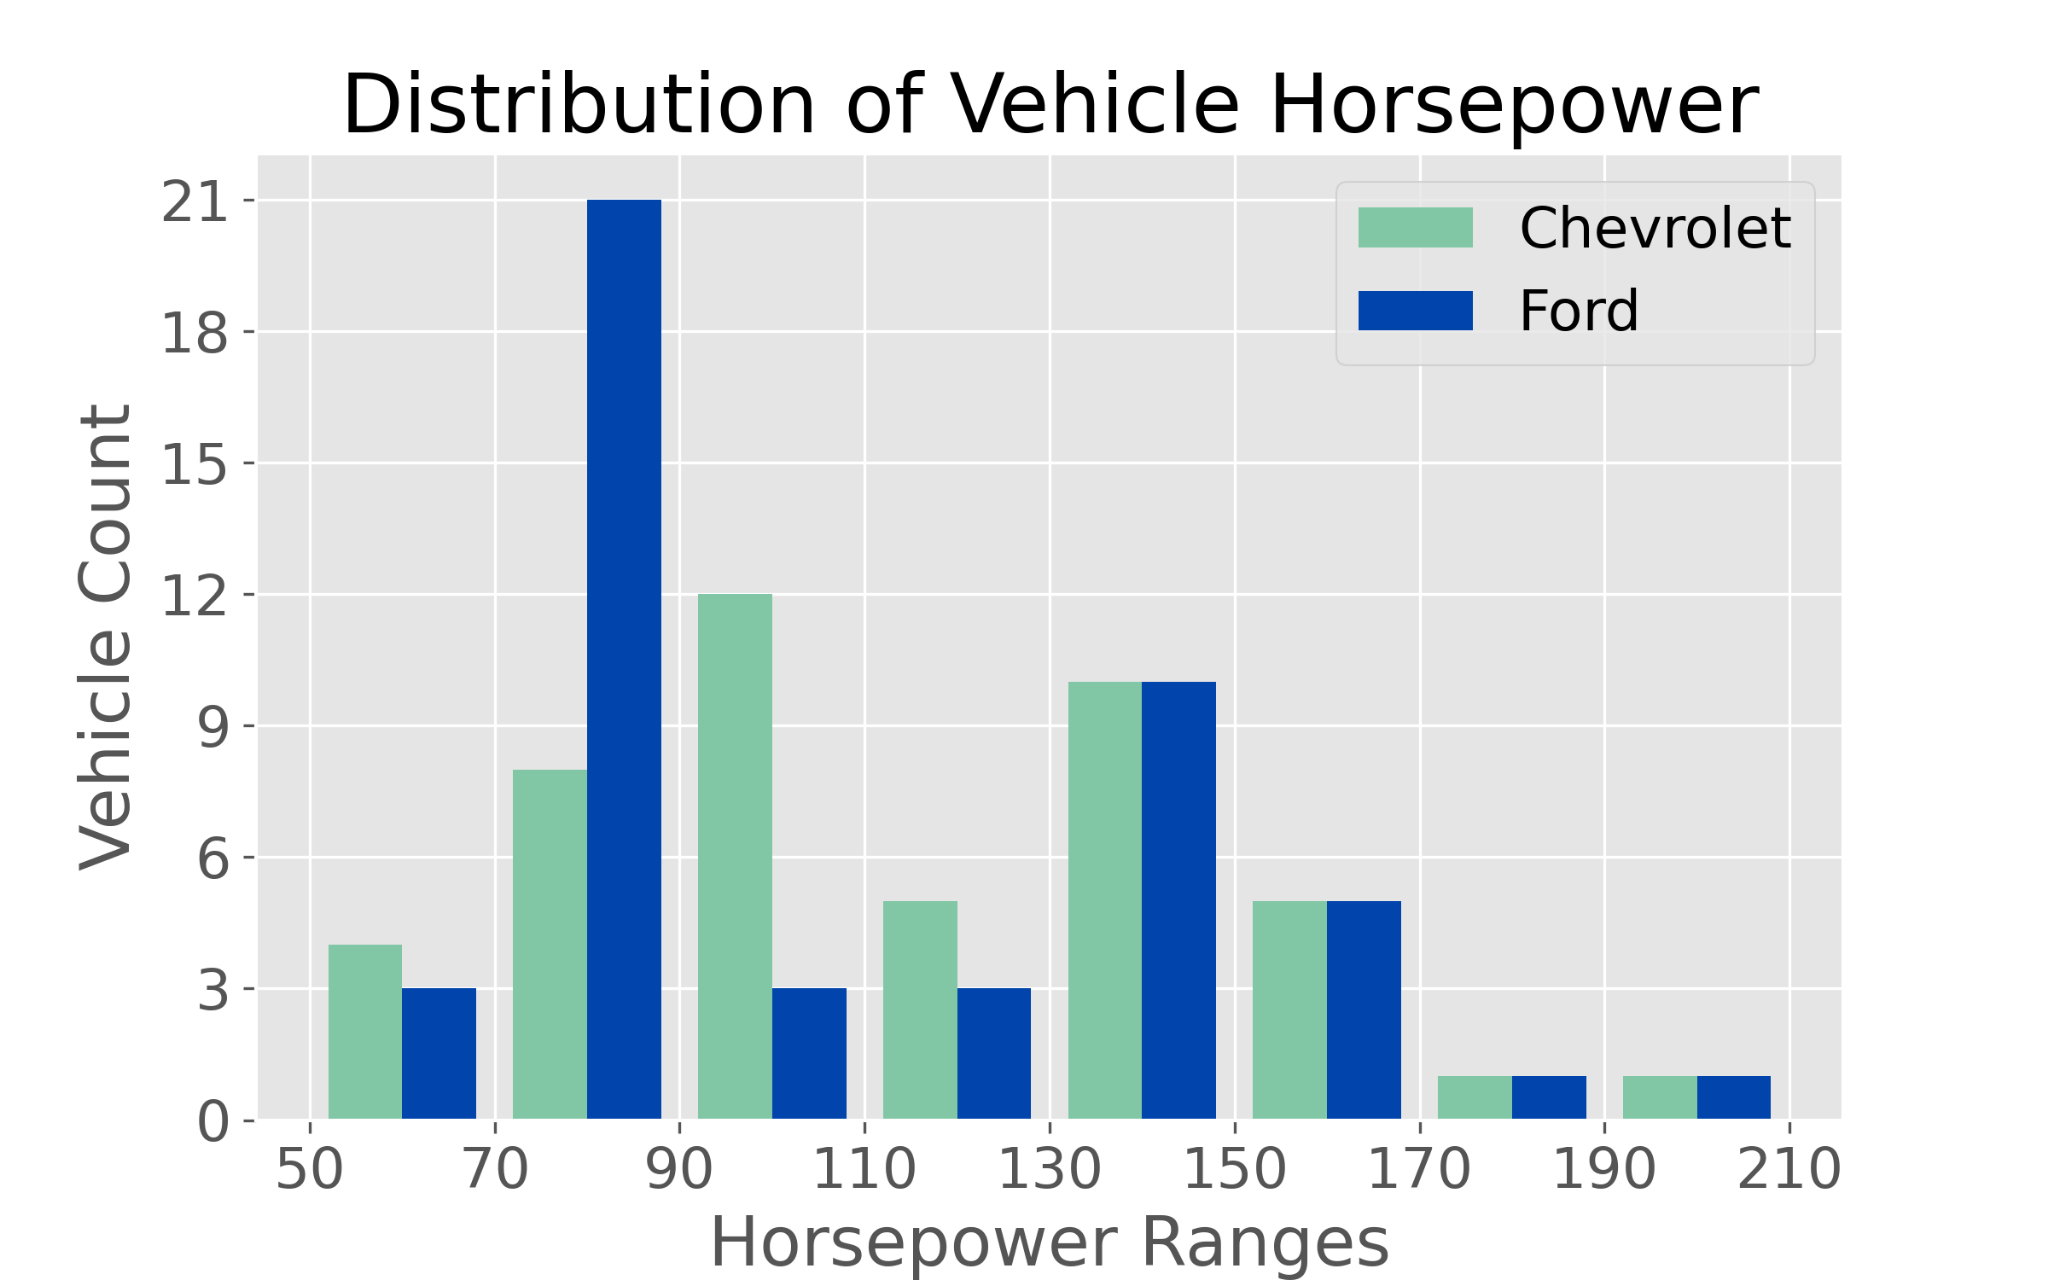 Distribution of Vehicle Horsepower
Chevrolet
Ford
Vehicle Count
21
18
15
12
9
6
3
0
50 70 90 110 130 150 170 190 210
Horsepower Ranges